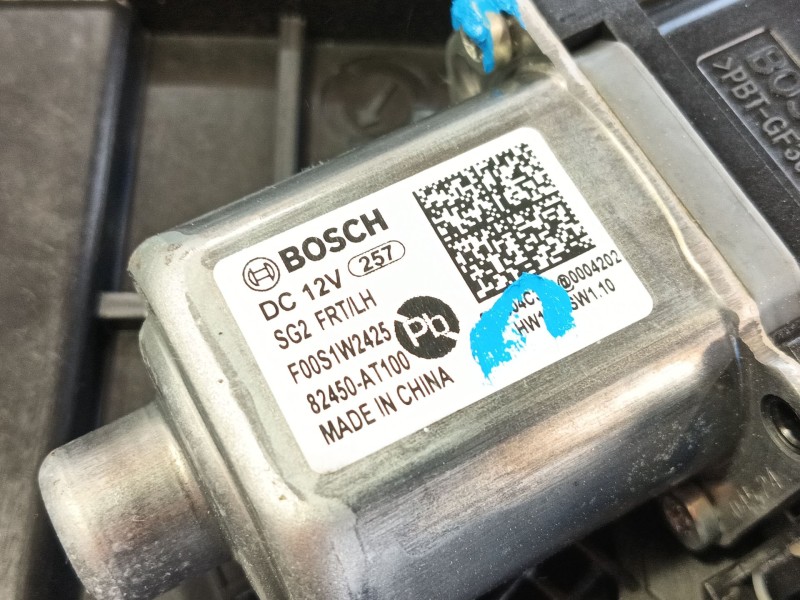 BOSCH
DC 12V 257
SG2 FRT/LH
F00S1W2425
82450-AT100
MADE IN CHINA
Pb
@0004202
SW1.10